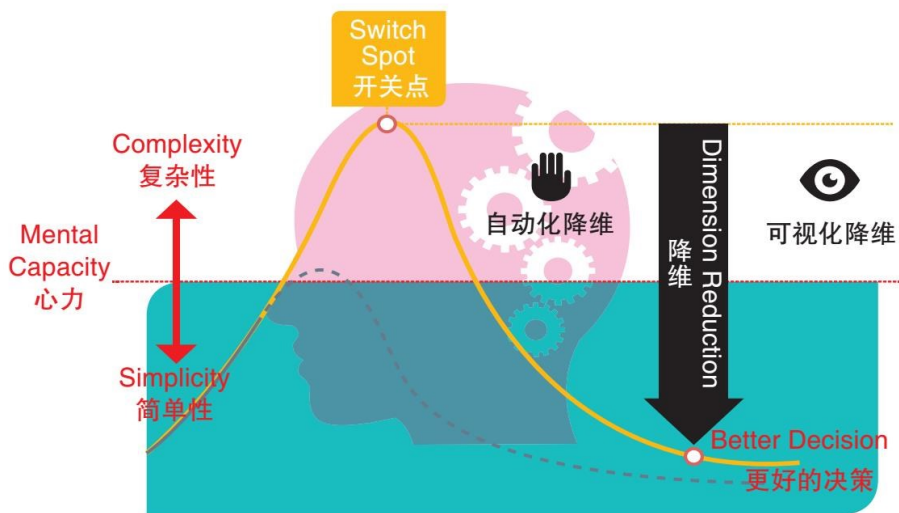 Switch
Spot
开关点
Complexity
复杂性
Mental
Capacity
心力
Simplicity
简单性
自动化降维
Dimension Reduction
降维
可视化降维
Better Decision
更好的决策